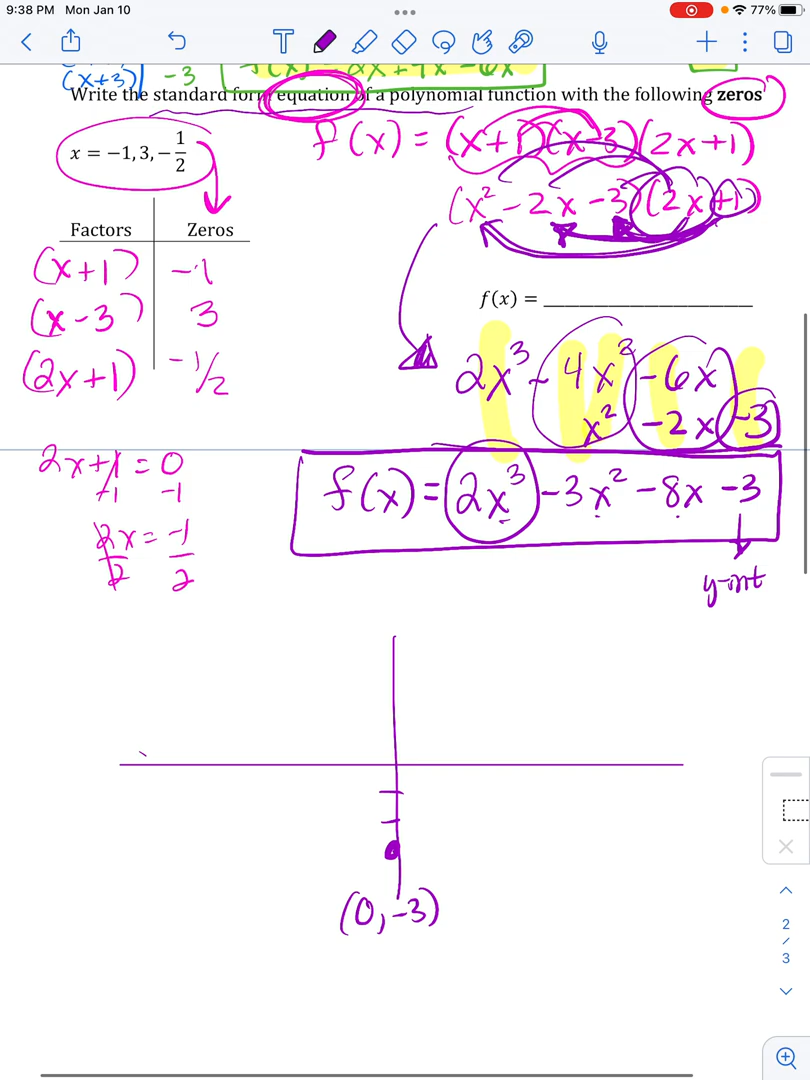 9:38 PM Mon Jan 10
77%
(x+3) -3
Write the standard form equation of a polynomial function with the following zeros
x = −1, 3, −1/2
f(x) = (x+1)(x-3)(2x+1)
(x² - 2x - 3)(2x+1)
Factors Zeros
(x+1) -1
(x-3) 3
(2x+1) -1/2
f(x) =
2x³ - 4x² - 6x
x² - 2x - 3
2x+1 = 0
-1 -1
2x = -1
2 2
f(x) = 2x³ - 3x² - 8x - 3
y-int
(0, -3)
2
/
3